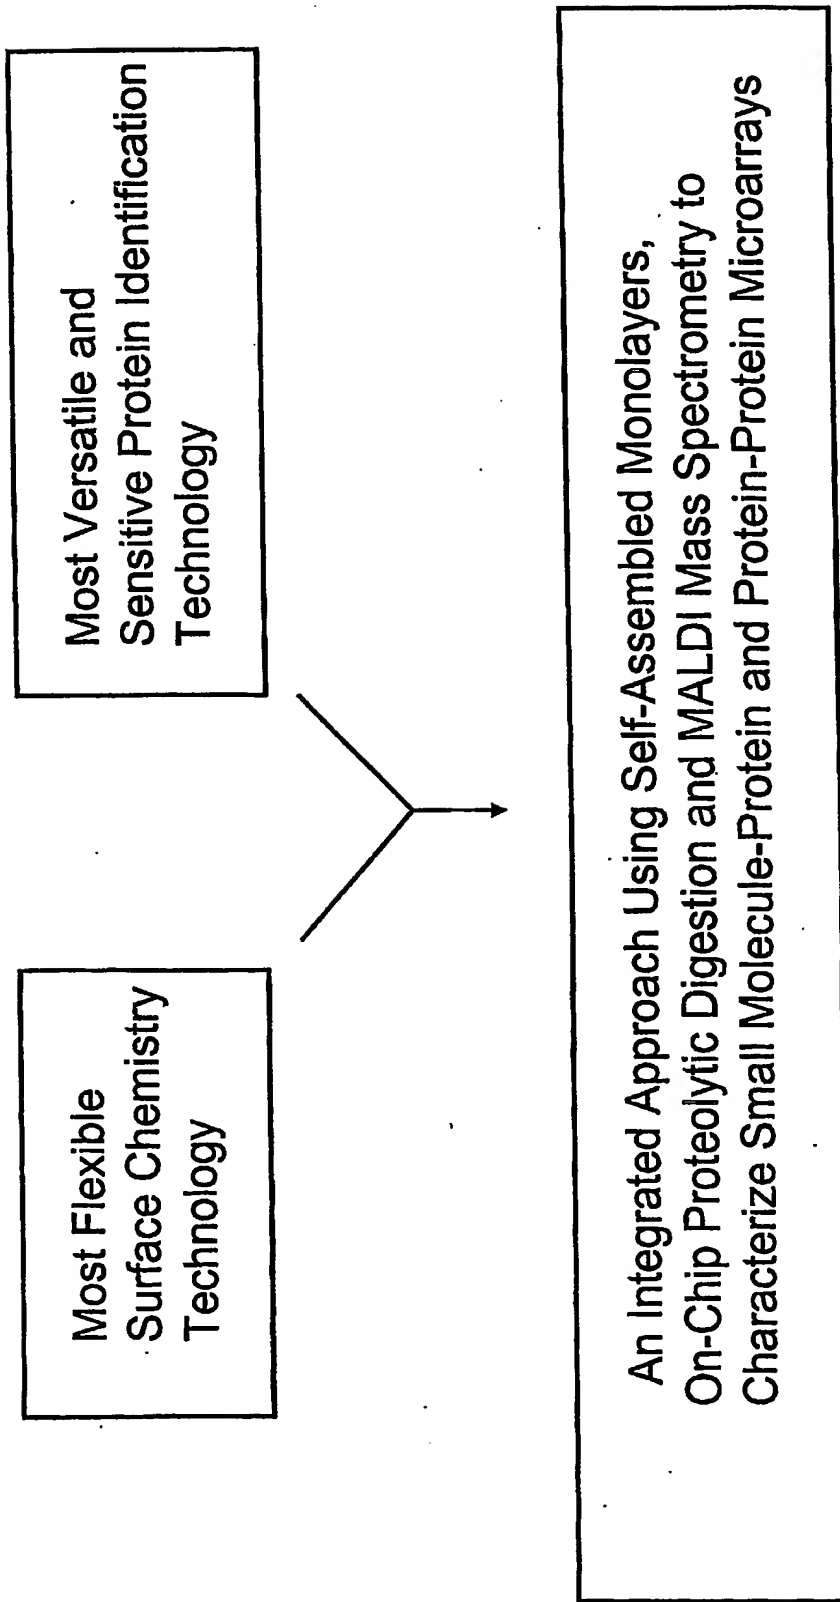 Most Flexible
Surface Chemistry
Technology
Most Versatile and
Sensitive Protein Identification
Technology
An Integrated Approach Using Self-Assembled Monolayers,
On-Chip Proteolytic Digestion and MALDI Mass Spectrometry to
Characterize Small Molecule-Protein and Protein-Protein Microarrays